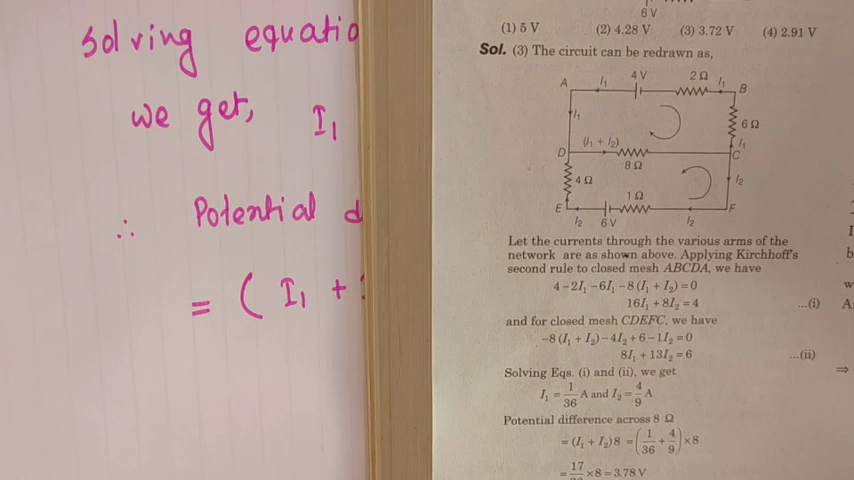 solving
we get, I₁
∴ Potential
= ( I₁ +
6 V
(1) 5 V (2) 4.28 V (3) 3.72 V (4) 2.91 V
Sol. (3) The circuit can be redrawn as,
A I₁ 4 V 2 Ω I₁ B
I₁ 6 Ω
D (I₁ + I₂) 8 Ω I₁ C
4 Ω I₂
E I₂ 6 V 1 Ω I₂ F
Let the currents through the various arms of the
network are as shown above. Applying Kirchhoff's
second rule to closed mesh ABCDA, we have
4 – 2I₁ – 6I₁ – 8 (I₁ + I₂) = 0
16I₁ + 8I₂ = 4 ...(i)
and for closed mesh CDEFC, we have
–8 (I₁ + I₂) – 4I₂ + 6 – 1I₂ = 0
8I₁ + 13I₂ = 6 ...(ii)
Solving Eqs. (i) and (ii), we get
I₁ = 1/36 A and I₂ = 4/9 A
Potential difference across 8 Ω
= (I₁ + I₂)8 = (1/36 + 4/9) × 8
× 8 = 3.78 V